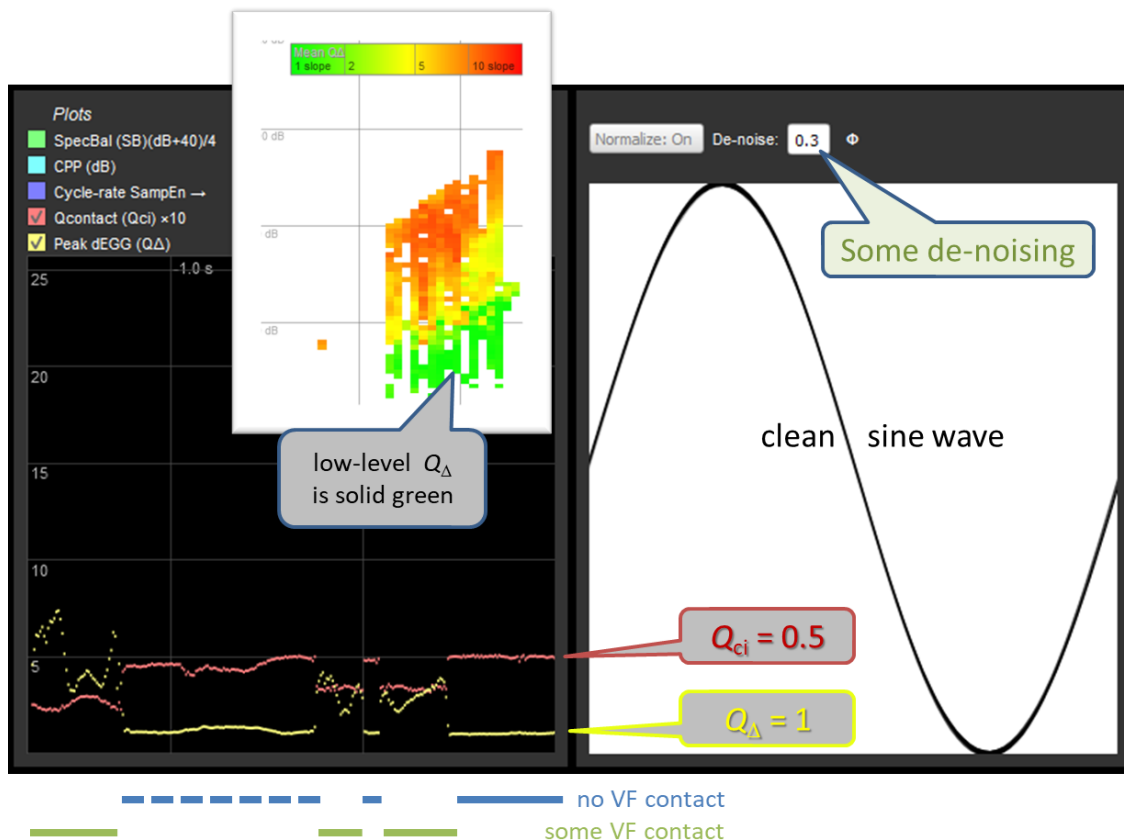 Mean QΔ
1 slope 2 5 10 slope
0 dB
dB
dB
Plots
SpecBal (SB)(dB+40)/4
CPP (dB)
Cycle-rate SampEn →
Qcontact (Qci) ×10
Peak dEGG (QΔ)
-1.0 s
25
20
15
10
5
low-level QΔ
is solid green
Normalize: On De-noise: 0.3 Φ
Some de-noising
clean sine wave
Qci = 0.5
QΔ = 1
no VF contact
some VF contact